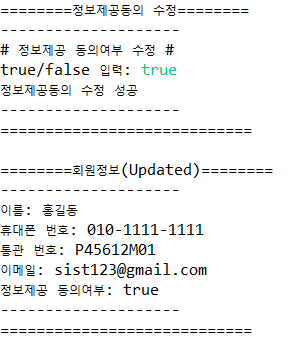 ========정보제공동의 수정========
--------------------
# 정보제공 동의여부 수정 #
true/false 입력: true
정보제공동의 수정 성공
--------------------
============================
========회원정보(Updated)========
--------------------
이름: 홍길동
휴대폰 번호: 010-1111-1111
통관 번호: P45612M01
이메일: sist123@gmail.com
정보제공 동의여부: true
--------------------
============================